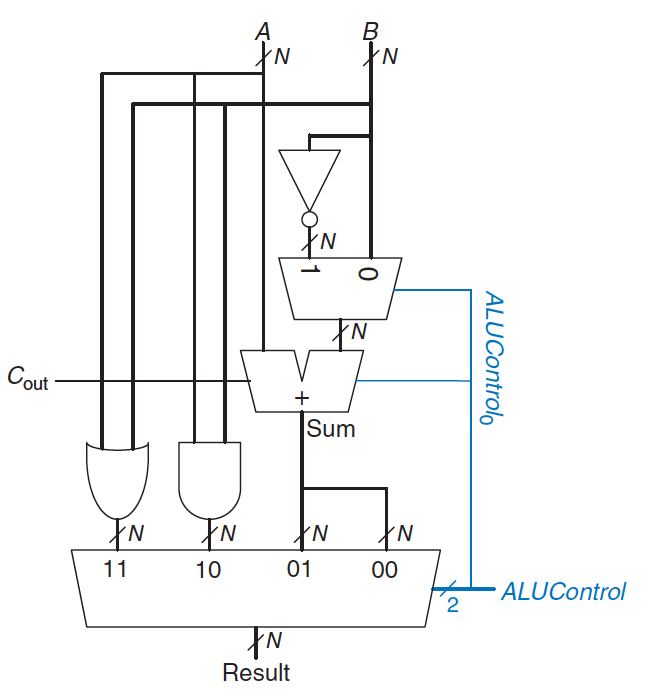 A B
N N
N
1 0
N
ALUControl0
Cout
+
Sum
N N N N
11 10 01 00
2
ALUControl
N
Result